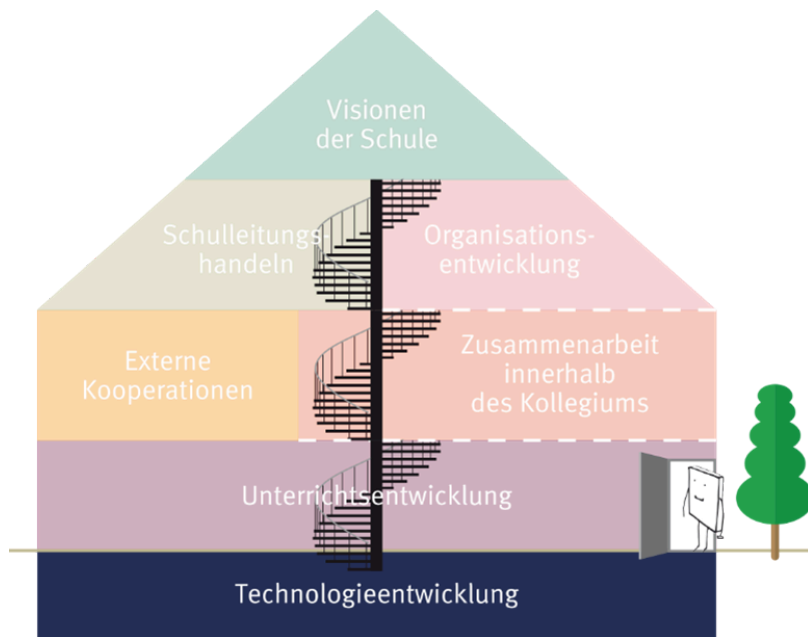 Visionen
der Schule
Schulleitungs-
handeln
Organisations-
entwicklung
Externe
Kooperationen
Zusammenarbeit
innerhalb
des Kollegiums
Unterrichtsentwicklung
Technologieentwicklung